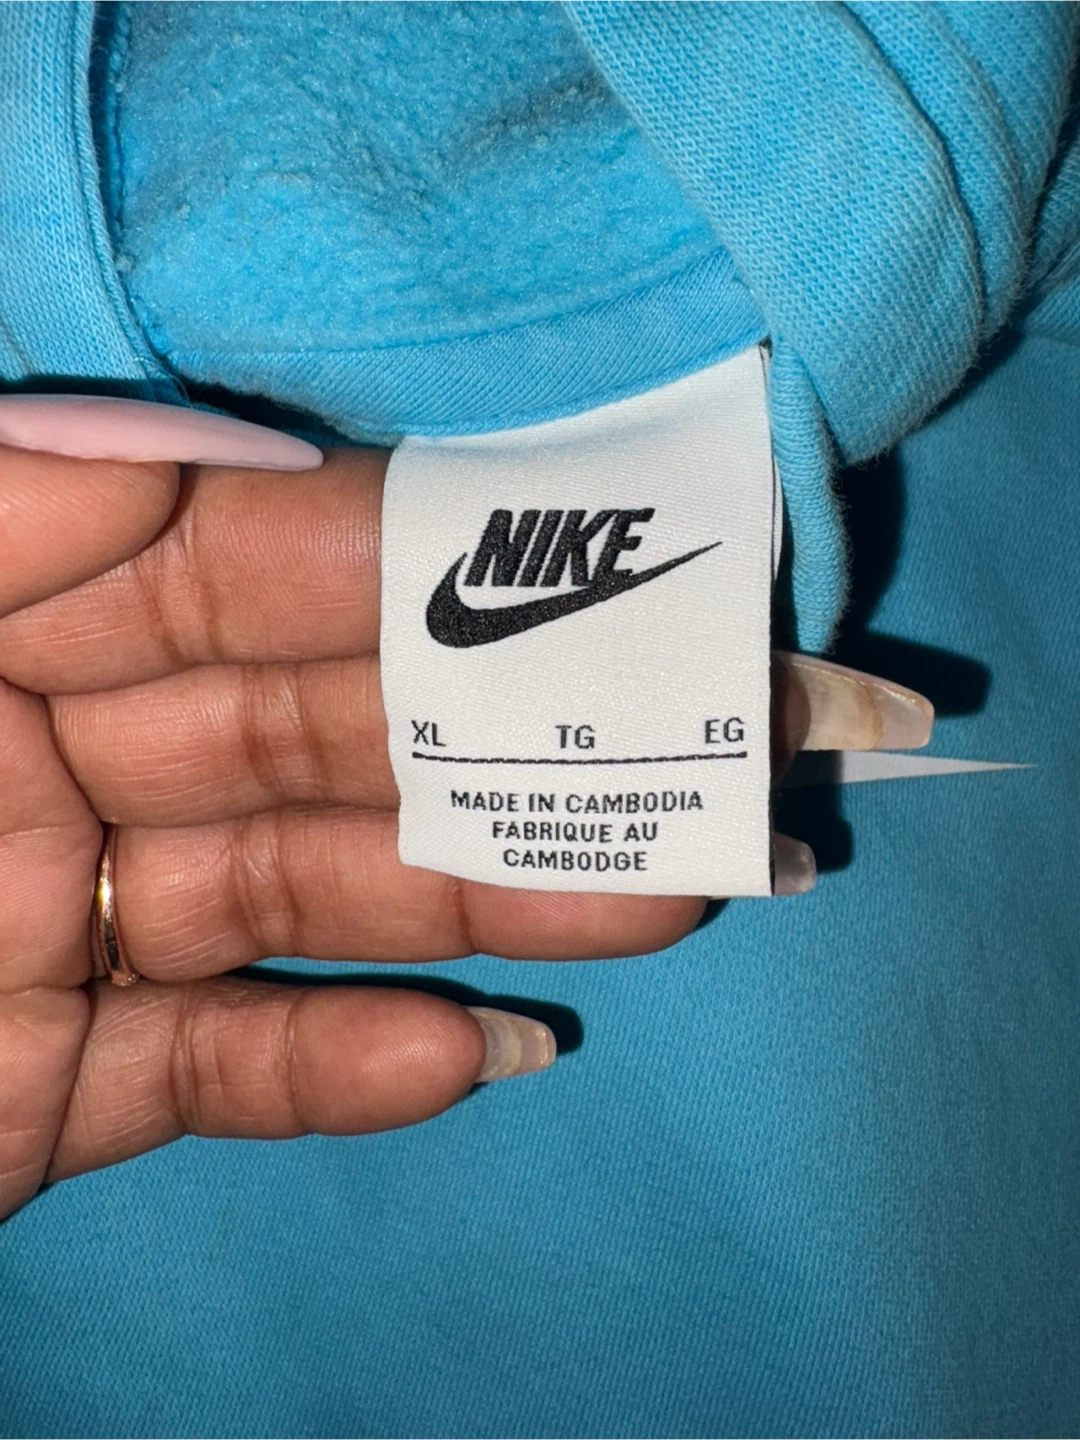 NIKE
XL TG EG
MADE IN CAMBODIA
FABRIQUE AU
CAMBODGE